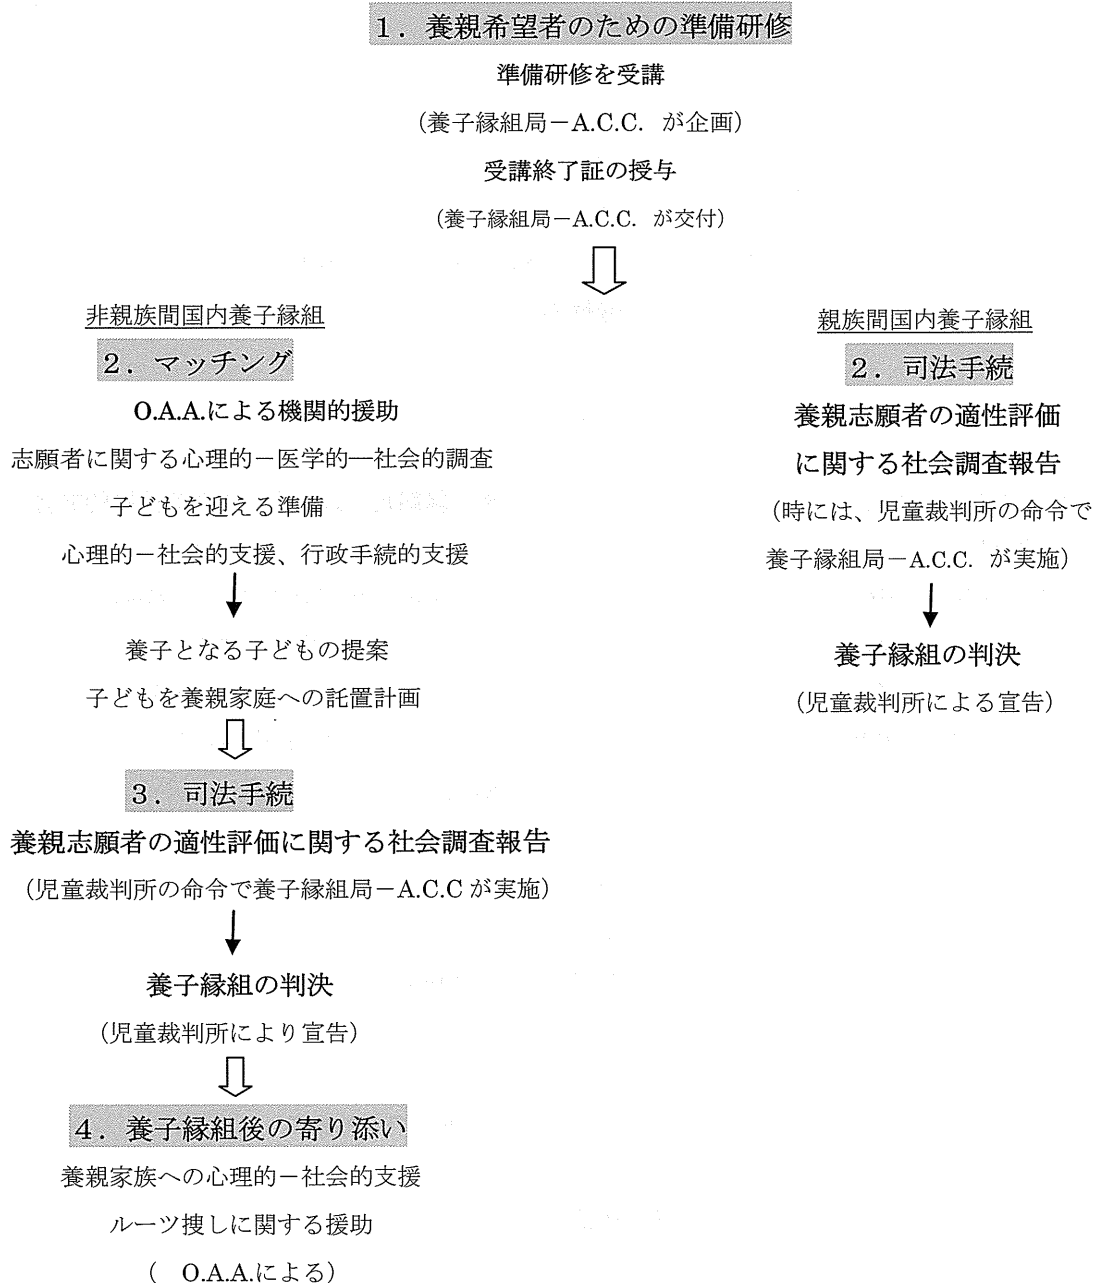 1．養親希望者のための準備研修
準備研修を受講
（養子縁組局－A.C.C. が企画）
受講終了証の授与
（養子縁組局－A.C.C. が交付）
非親族間国内養子縁組
2．マッチング
O.A.A.による機関的援助
志願者に関する心理的－医学的―社会的調査
子どもを迎える準備
心理的－社会的支援、行政手続的支援
養子となる子どもの提案
子どもを養親家庭への託置計画
3．司法手続
養親志願者の適性評価に関する社会調査報告
（児童裁判所の命令で養子縁組局－A.C.C が実施）
養子縁組の判決
（児童裁判所により宣告）
4．養子縁組後の寄り添い
養親家族への心理的－社会的支援
ルーツ捜しに関する援助
（ O.A.A.による）
親族間国内養子縁組
2．司法手続
養親志願者の適性評価
に関する社会調査報告
（時には、児童裁判所の命令で
養子縁組局－A.C.C. が実施）
養子縁組の判決
（児童裁判所による宣告）